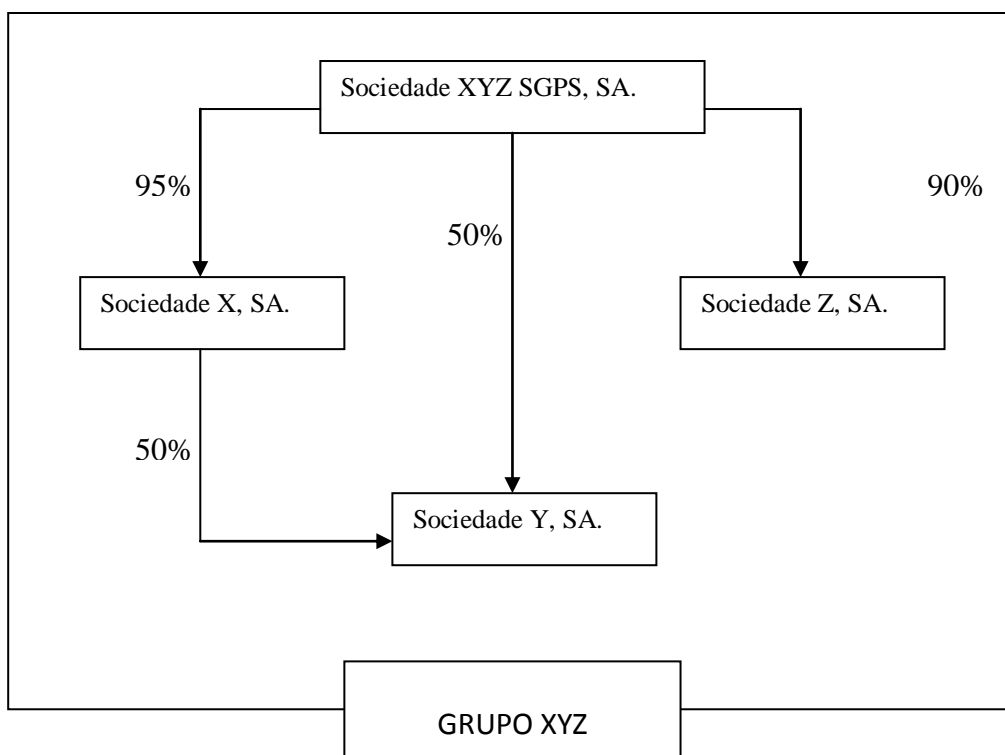 Sociedade XYZ SGPS, SA.
95%
50%
90%
Sociedade X, SA.
Sociedade Z, SA.
50%
Sociedade Y, SA.
GRUPO XYZ